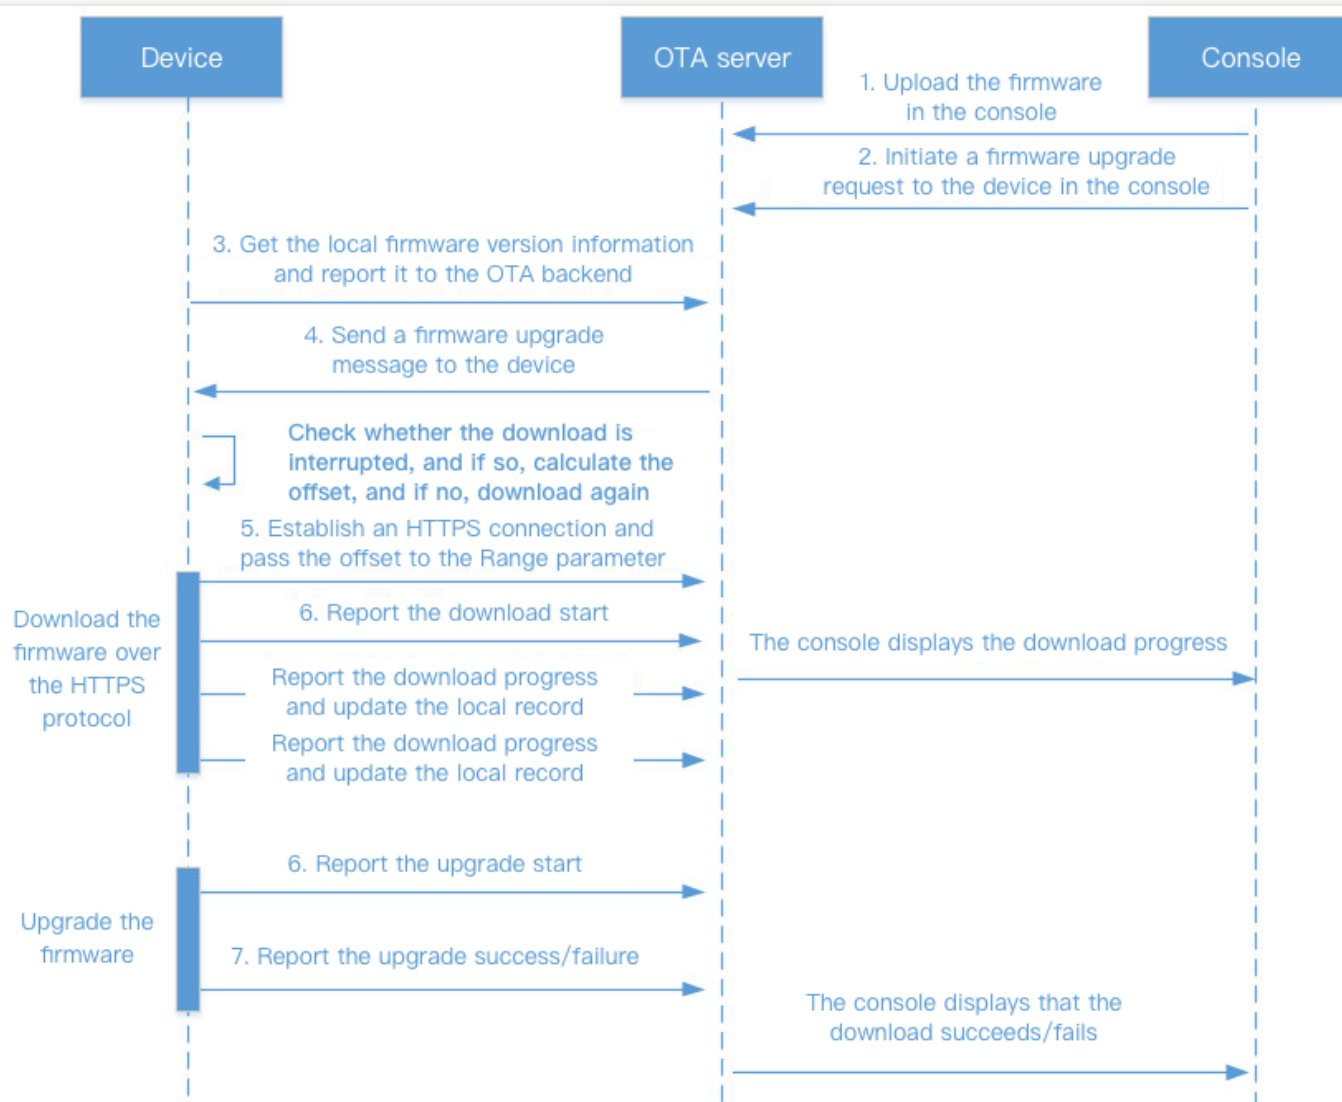 Device
OTA server
Console
1. Upload the firmware
in the console
2. Initiate a firmware upgrade
request to the device in the console
3. Get the local firmware version information
and report it to the OTA backend
4. Send a firmware upgrade
message to the device
Check whether the download is
interrupted, and if so, calculate the
offset, and if no, download again
5. Establish an HTTPS connection and
pass the offset to the Range parameter
Download the
firmware over
the HTTPS
protocol
6. Report the download start
The console displays the download progress
Report the download progress
and update the local record
Report the download progress
and update the local record
6. Report the upgrade start
Upgrade the
firmware
7. Report the upgrade success/failure
The console displays that the
download succeeds/fails